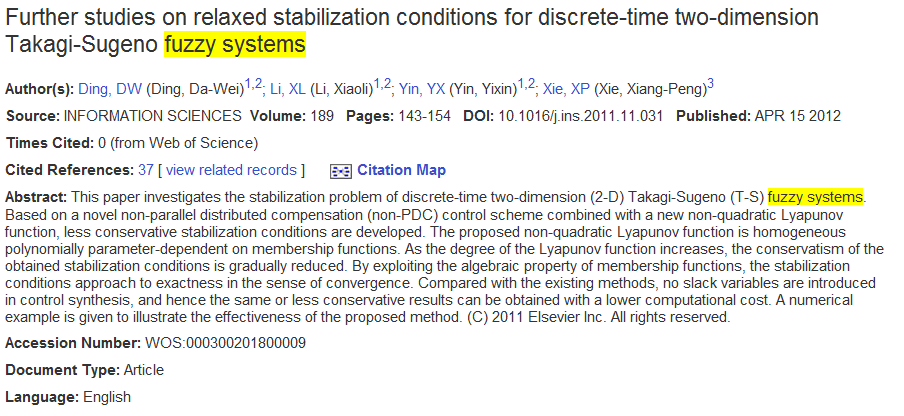 Further studies on relaxed stabilization conditions for discrete-time two-dimension
Takagi-Sugeno fuzzy systems
Author(s): Ding, DW (Ding, Da-Wei)1,2; Li, XL (Li, Xiaoli)1,2; Yin, YX (Yin, Yixin)1,2; Xie, XP (Xie, Xiang-Peng)3
Source: INFORMATION SCIENCES Volume: 189 Pages: 143-154 DOI: 10.1016/j.ins.2011.11.031 Published: APR 15 2012
Times Cited: 0 (from Web of Science)
Cited References: 37 [ view related records ] Citation Map
Abstract: This paper investigates the stabilization problem of discrete-time two-dimension (2-D) Takagi-Sugeno (T-S) fuzzy systems.
Based on a novel non-parallel distributed compensation (non-PDC) control scheme combined with a new non-quadratic Lyapunov
function, less conservative stabilization conditions are developed. The proposed non-quadratic Lyapunov function is homogeneous
polynomially parameter-dependent on membership functions. As the degree of the Lyapunov function increases, the conservatism of the
obtained stabilization conditions is gradually reduced. By exploiting the algebraic property of membership functions, the stabilization
conditions approach to exactness in the sense of convergence. Compared with the existing methods, no slack variables are introduced
in control synthesis, and hence the same or less conservative results can be obtained with a lower computational cost. A numerical
example is given to illustrate the effectiveness of the proposed method. (C) 2011 Elsevier Inc. All rights reserved.
Accession Number: WOS:000300201800009
Document Type: Article
Language: English